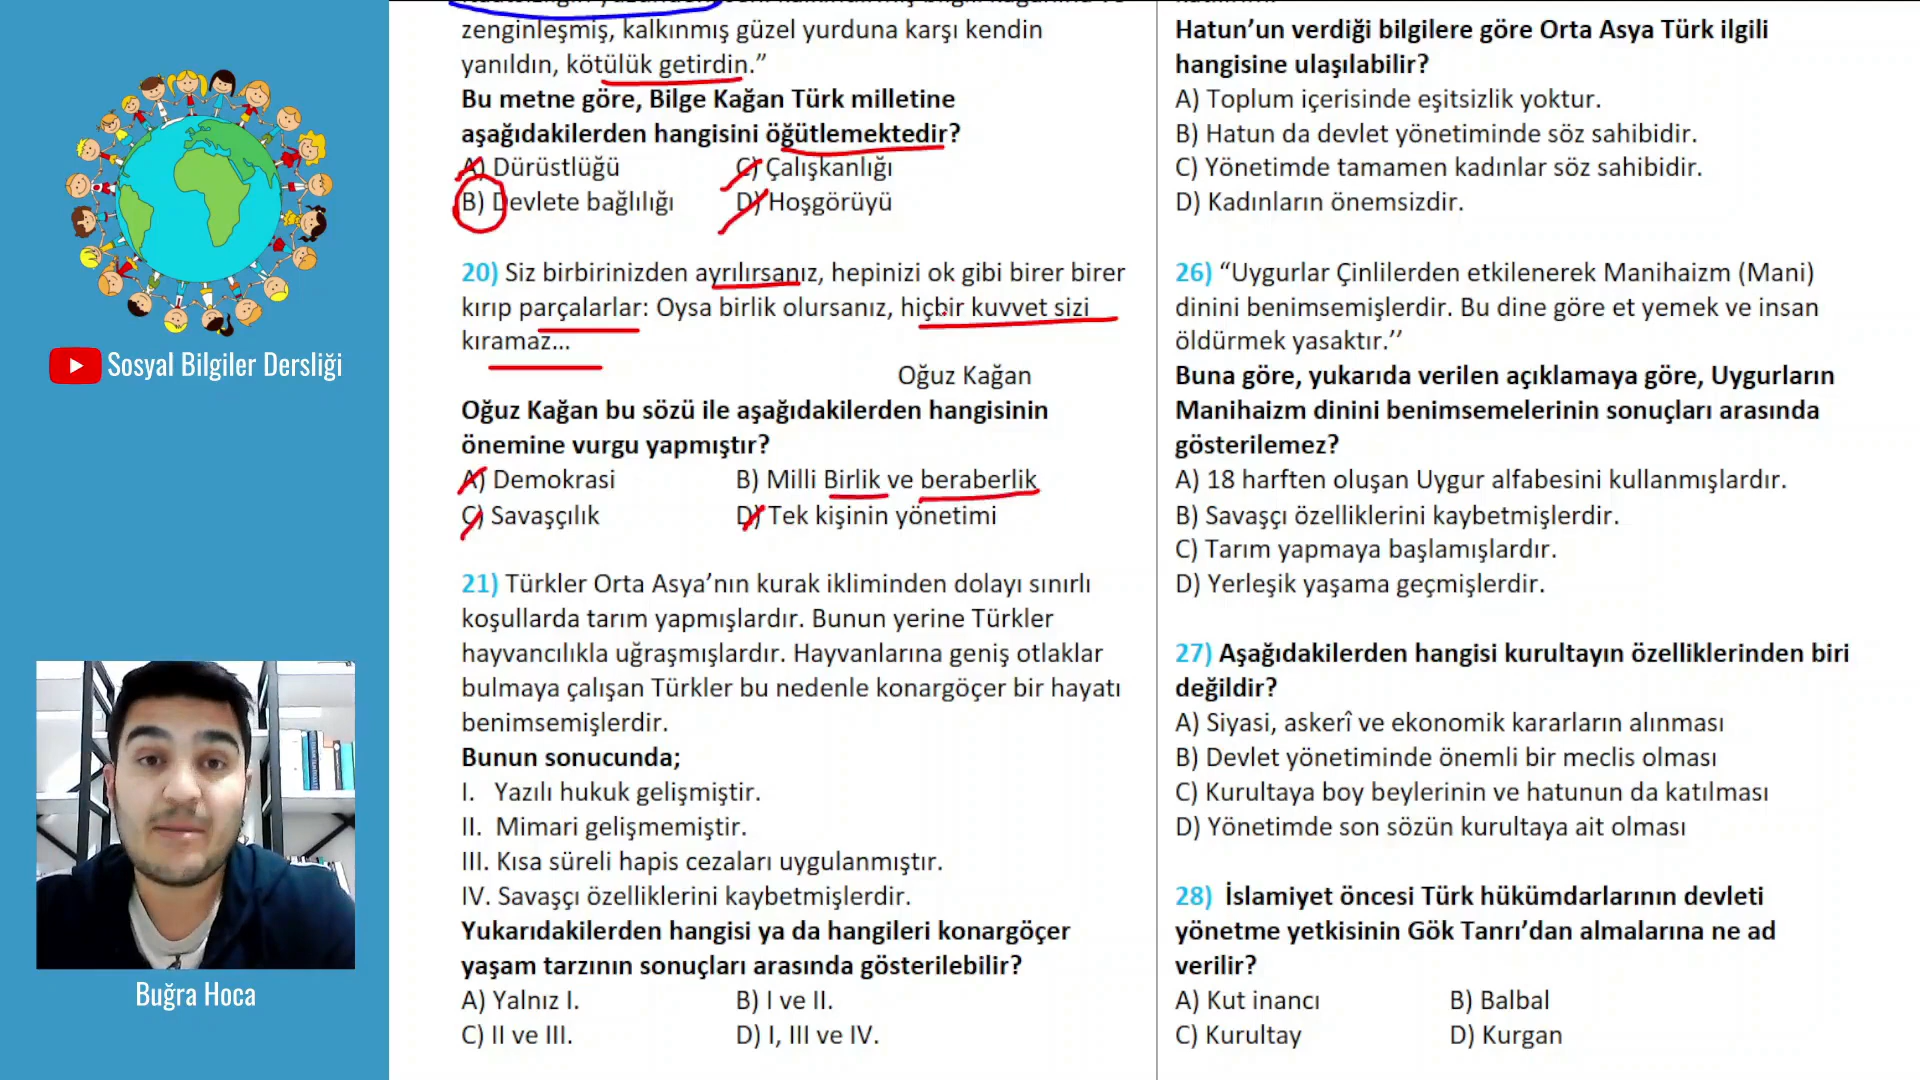 Sosyal Bilgiler Dersliği
Buğra Hoca
zenginleşmiş, kalkınmış güzel yurduna karşı kendin
yanıldın, kötülük getirdin.”
Bu metne göre, Bilge Kağan Türk milletine
aşağıdakilerden hangisini öğütlemektedir?
A) Dürüstlüğü C) Çalışkanlığı
B) Devlete bağlılığı D) Hoşgörüyü
20) Siz birbirinizden ayrılırsanız, hepinizi ok gibi birer birer
kırıp parçalarlar: Oysa birlik olursanız, hiçbir kuvvet sizi
kıramaz...
Oğuz Kağan
Oğuz Kağan bu sözü ile aşağıdakilerden hangisinin
önemine vurgu yapmıştır?
A) Demokrasi B) Milli Birlik ve beraberlik
C) Savaşçılık D) Tek kişinin yönetimi
21) Türkler Orta Asya’nın kurak ikliminden dolayı sınırlı
koşullarda tarım yapmışlardır. Bunun yerine Türkler
hayvancılıkla uğraşmışlardır. Hayvanlarına geniş otlaklar
bulmaya çalışan Türkler bu nedenle konargöçer bir hayatı
benimsemişlerdir.
Bunun sonucunda;
I. Yazılı hukuk gelişmiştir.
II. Mimari gelişmemiştir.
III. Kısa süreli hapis cezaları uygulanmıştır.
IV. Savaşçı özelliklerini kaybetmişlerdir.
Yukarıdakilerden hangisi ya da hangileri konargöçer
yaşam tarzının sonuçları arasında gösterilebilir?
A) Yalnız I. B) I ve II.
C) II ve III. D) I, III ve IV.
Hatun’un verdiği bilgilere göre Orta Asya Türk ilgili
hangisine ulaşılabilir?
A) Toplum içerisinde eşitsizlik yoktur.
B) Hatun da devlet yönetiminde söz sahibidir.
C) Yönetimde tamamen kadınlar söz sahibidir.
D) Kadınların önemsizdir.
26) “Uygurlar Çinlilerden etkilenerek Manihaizm (Mani)
dinini benimsemişlerdir. Bu dine göre et yemek ve insan
öldürmek yasaktır.’’
Buna göre, yukarıda verilen açıklamaya göre, Uygurların
Manihaizm dinini benimsemelerinin sonuçları arasında
gösterilemez?
A) 18 harften oluşan Uygur alfabesini kullanmışlardır.
B) Savaşçı özelliklerini kaybetmişlerdir.
C) Tarım yapmaya başlamışlardır.
D) Yerleşik yaşama geçmişlerdir.
27) Aşağıdakilerden hangisi kurultayın özelliklerinden biri
değildir?
A) Siyasi, askerî ve ekonomik kararların alınması
B) Devlet yönetiminde önemli bir meclis olması
C) Kurultaya boy beylerinin ve hatunun da katılması
D) Yönetimde son sözün kurultaya ait olması
28) İslamiyet öncesi Türk hükümdarlarının devleti
yönetme yetkisinin Gök Tanrı’dan almalarına ne ad
verilir?
A) Kut inancı B) Balbal
C) Kurultay D) Kurgan